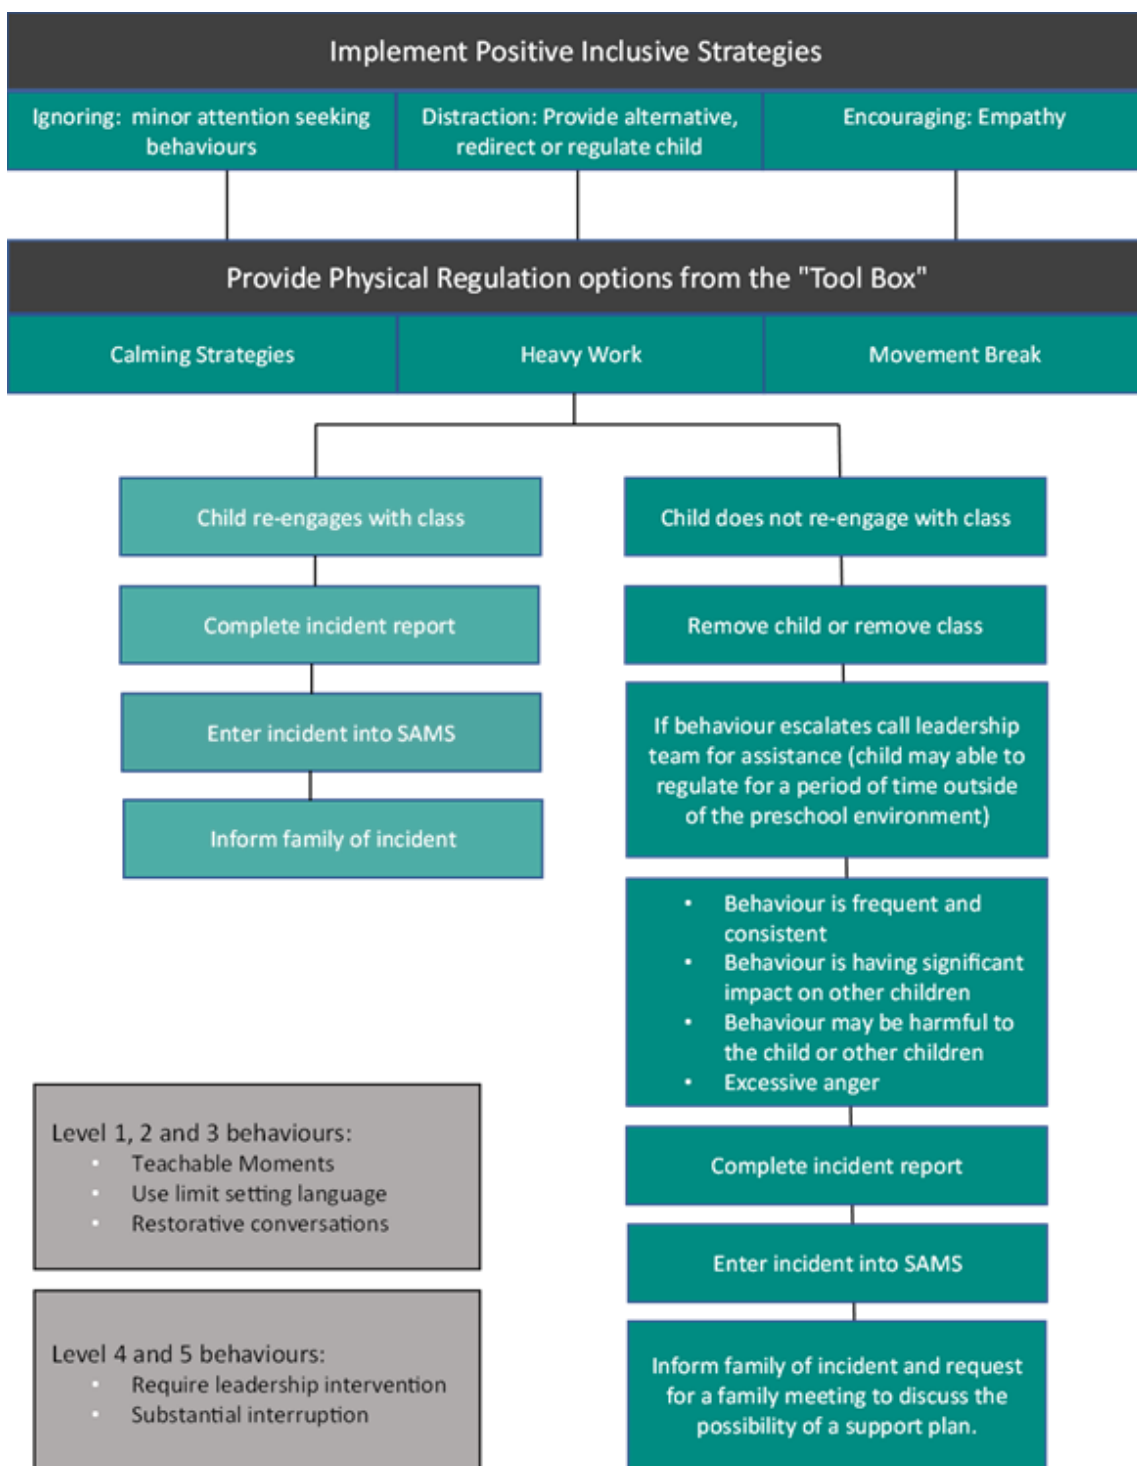 Implement Positive Inclusive Strategies
Ignoring: minor attention seeking
behaviours
Distraction: Provide alternative,
redirect or regulate child
Encouraging: Empathy
Provide Physical Regulation options from the "Tool Box"
Calming Strategies
Heavy Work
Movement Break
Child re-engages with class
Complete incident report
Enter incident into SAMS
Inform family of incident
Child does not re-engage with class
Remove child or remove class
If behaviour escalates call leadership
team for assistance (child may able to
regulate for a period of time outside
of the preschool environment)
• Behaviour is frequent and
consistent
• Behaviour is having significant
impact on other children
• Behaviour may be harmful to
the child or other children
• Excessive anger
Complete incident report
Enter incident into SAMS
Inform family of incident and request
for a family meeting to discuss the
possibility of a support plan.
Level 1, 2 and 3 behaviours:
• Teachable Moments
• Use limit setting language
• Restorative conversations
Level 4 and 5 behaviours:
• Require leadership intervention
• Substantial interruption